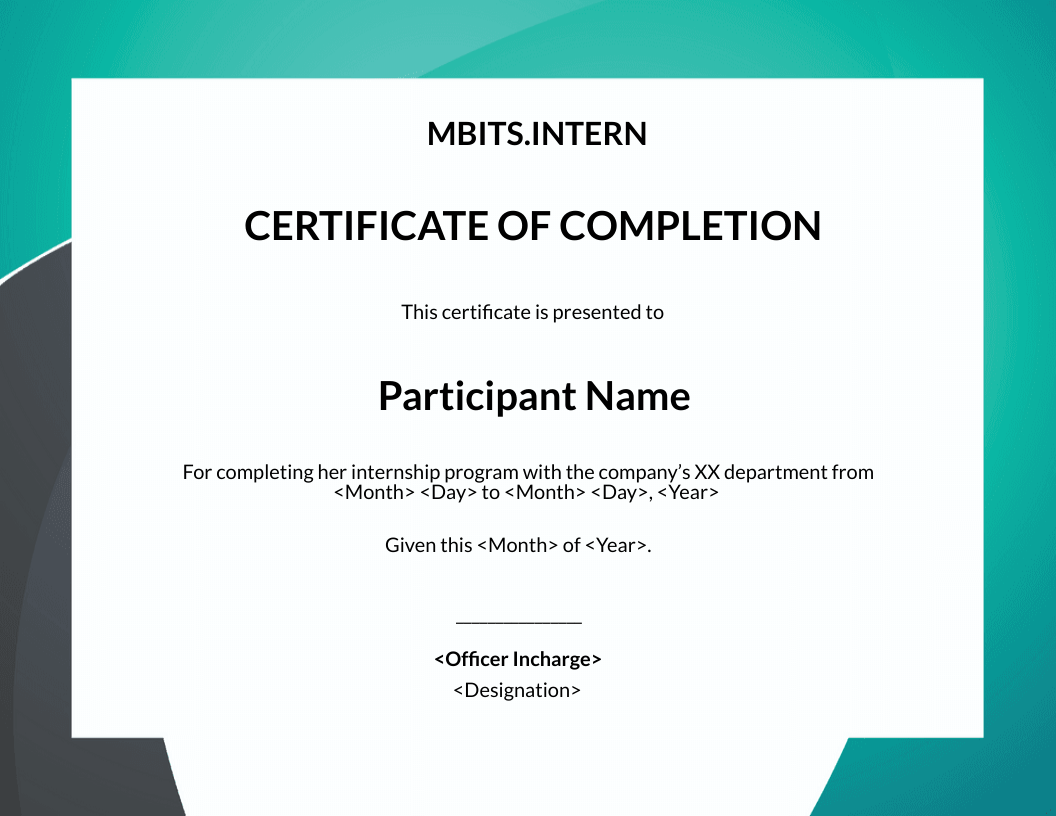 MBITS.INTERN
CERTIFICATE OF COMPLETION
This certificate is presented to
Participant Name
For completing her internship program with the company’s XX department from
<Month> <Day> to <Month> <Day>, <Year>
Given this <Month> of <Year>.
_______________
<Officer Incharge>
<Designation>